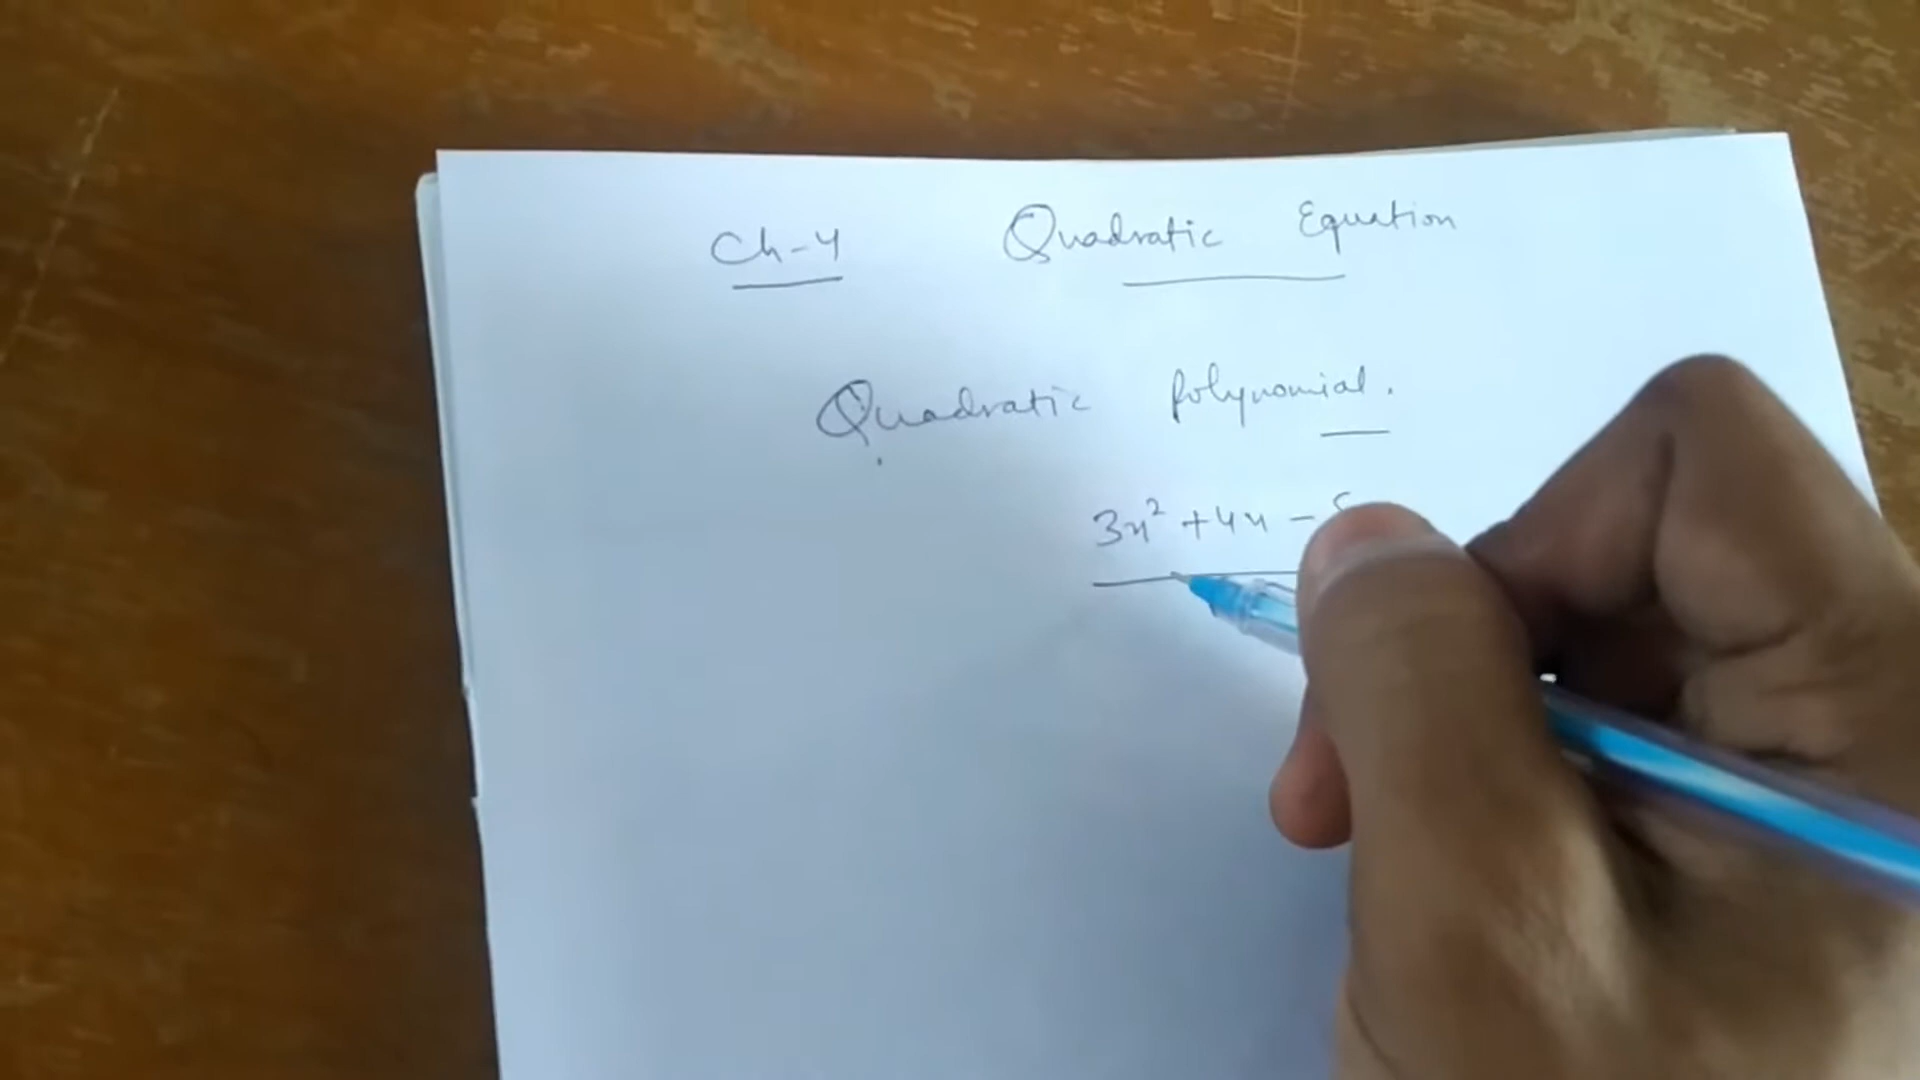 Ch-4 Quadratic Equation
Quadratic polynomial.
3x² + 4x -